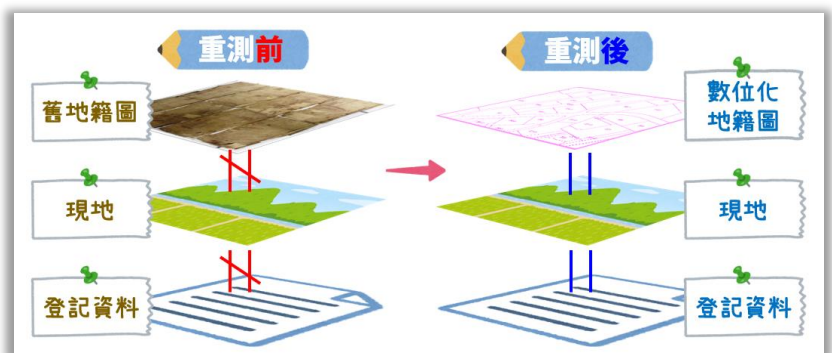 重測前
重測後
舊地籍圖
數位化
地籍圖
現地
現地
登記資料
登記資料